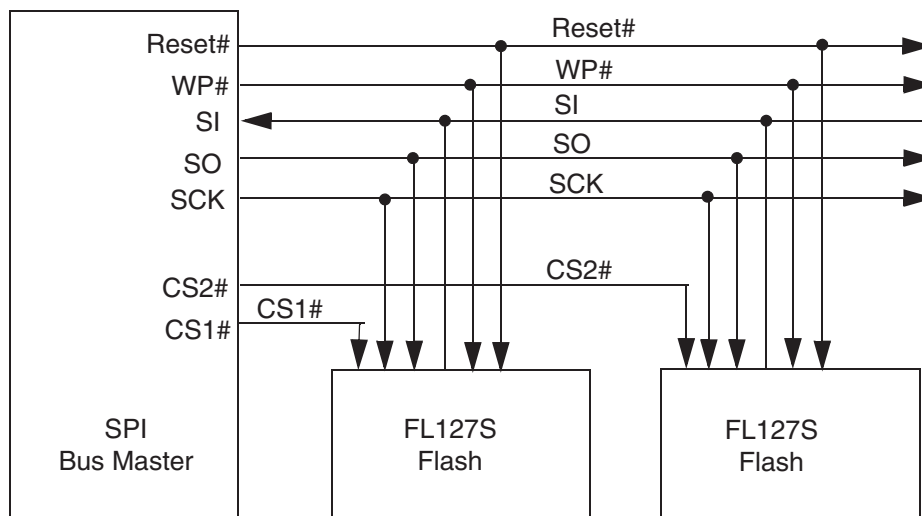 Reset#
Reset#
WP#
WP#
SI
SI
SO
SO
SCK
SCK
CS2#
CS2#
CS1#
CS1#
SPI
Bus Master
FL127S
Flash
FL127S
Flash